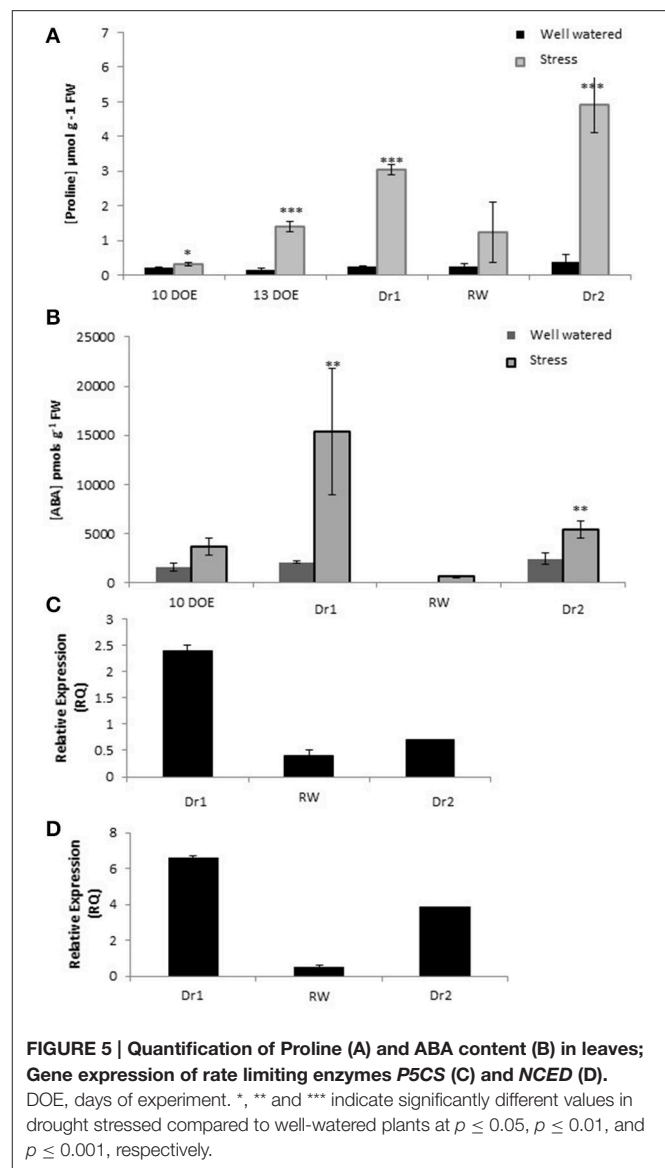 A
Well watered
Stress
[Proline] µmol g -1 FW
6
5
4
3
2
1
0
*
***
***
***
10 DOE 13 DOE Dr1 RW Dr2
B
Well watered
Stress
[ABA] pmols g-1 FW
25000
20000
15000
10000
5000
0
**
**
10 DOE Dr1 RW Dr2
C
Relative Expression
(RQ)
3
2.5
2
1.5
1
0.5
0
Dr1 RW Dr2
D
Relative Expression
(RQ)
8
6
4
2
0
Dr1 RW Dr2
FIGURE 5 | Quantification of Proline (A) and ABA content (B) in leaves;
Gene expression of rate limiting enzymes P5CS (C) and NCED (D).
DOE, days of experiment. *, ** and *** indicate significantly different values in
drought stressed compared to well-watered plants at p ≤ 0.05, p ≤ 0.01, and
p ≤ 0.001, respectively.